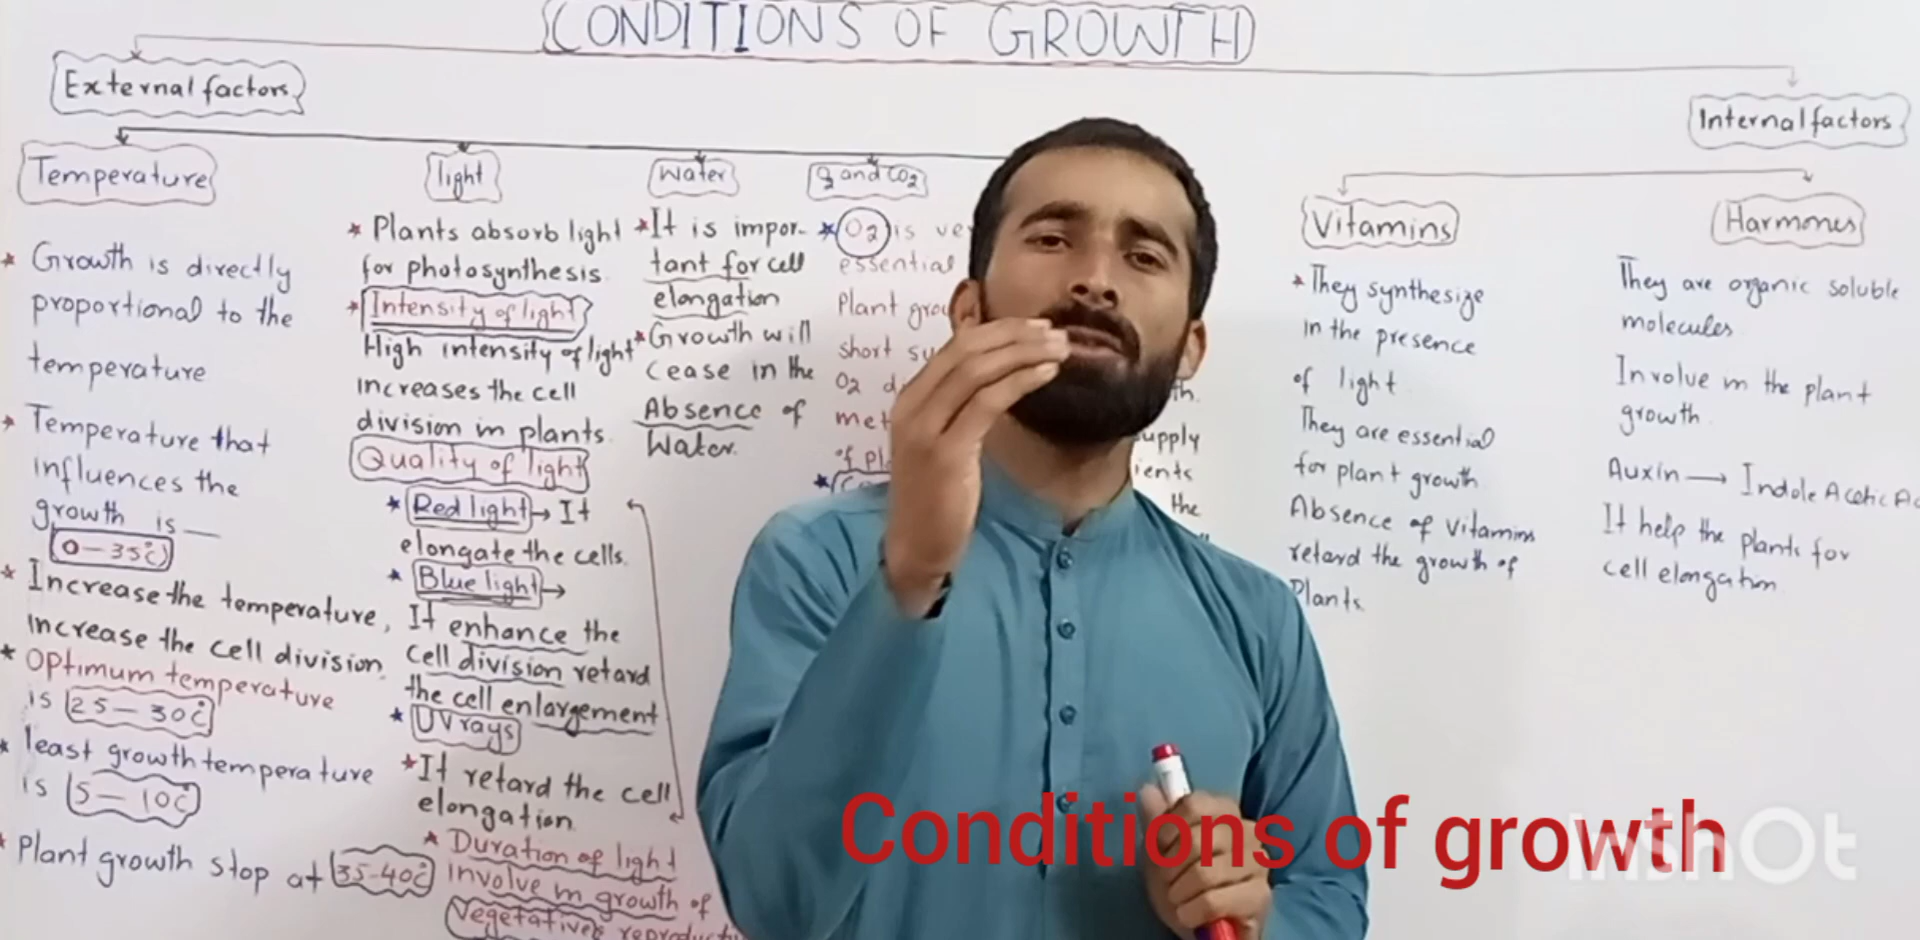 CONDITIONS OF GROWTH
External factors
Internal factors
Temperature
* Growth is directly
proportional to the
temperature
* Temperature that
influences the
growth is —
0 — 35°C
* Increase the temperature,
increase the cell division.
* Optimum temperature
is 25 — 30°C
* least growth temperature
is 5 — 10°C
* Plant growth stop at 35-40°C
light
* Plants absorb light
for photosynthesis.
* Intensity of light
High intensity of light
increases the cell
division in plants.
Quality of light
* Red light → It
elongate the cells.
* Blue light →
It enhance the
cell division retard
the cell enlargement
* UV rays
* It retard the cell
elongation.
* Duration of light
involve in growth of
Water
* It is impor-
tant for cell
elongation
* Growth will
cease in the
Absence of
Water.
and CO2
* O2 is
essential
Plant
short
O2
of
supply
the
Vitamins
* They synthesize
in the presence
of light
They are essential
for plant growth
Absence of Vitamins
retard the growth of
Plants.
Harmones
They are organic soluble
molecules.
Involve in the plant
growth.
Auxin → Indole Acetic
It help the plants for
cell elongation.
Conditions of growth
InShOt